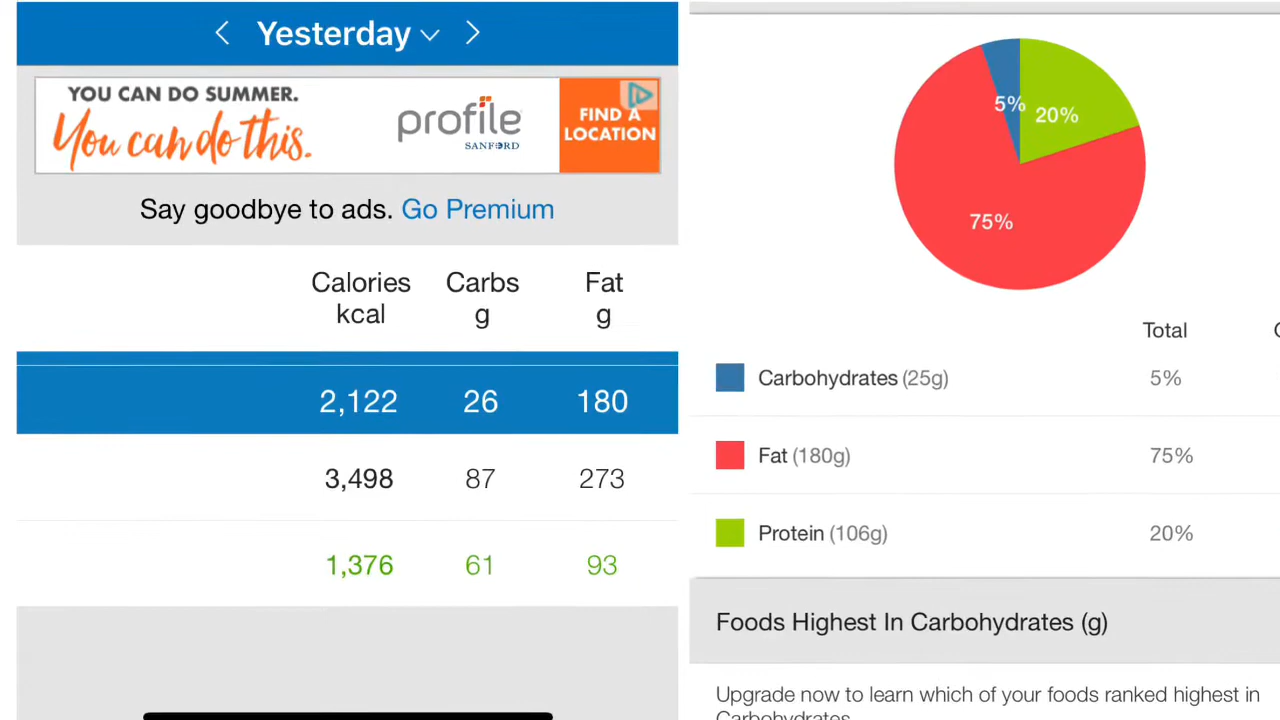 Yesterday
YOU CAN DO SUMMER.
You can do this.
profile
SANFORD
FIND A
LOCATION
Say goodbye to ads. Go Premium
Calories Carbs Fat
kcal g g
2,122 26 180
3,498 87 273
1,376 61 93
5%
20%
75%
Total
Carbohydrates (25g) 5%
Fat (180g) 75%
Protein (106g) 20%
Foods Highest In Carbohydrates (g)
Upgrade now to learn which of your foods ranked highest in
Carbohydrates